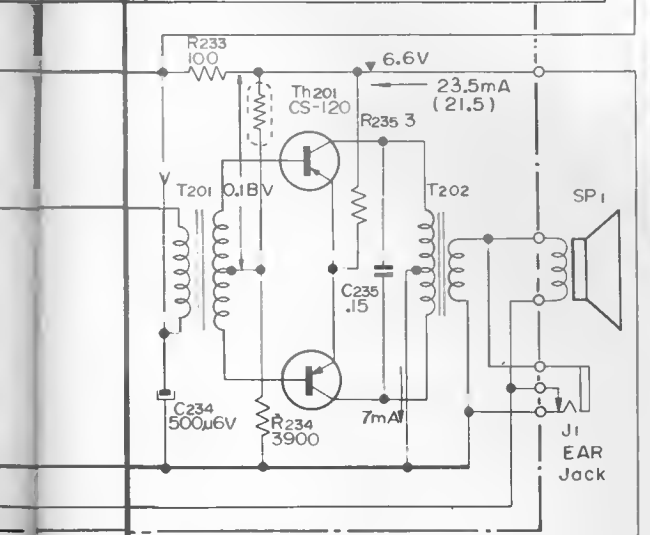 R233
100
6.6V
Th201
CS-120
23.5mA
(21.5)
R235 3
T201
0.18V
T202
SP1
C235
.15
C234
500µ6V
R234
3900
7mA
J1
EAR
Jack